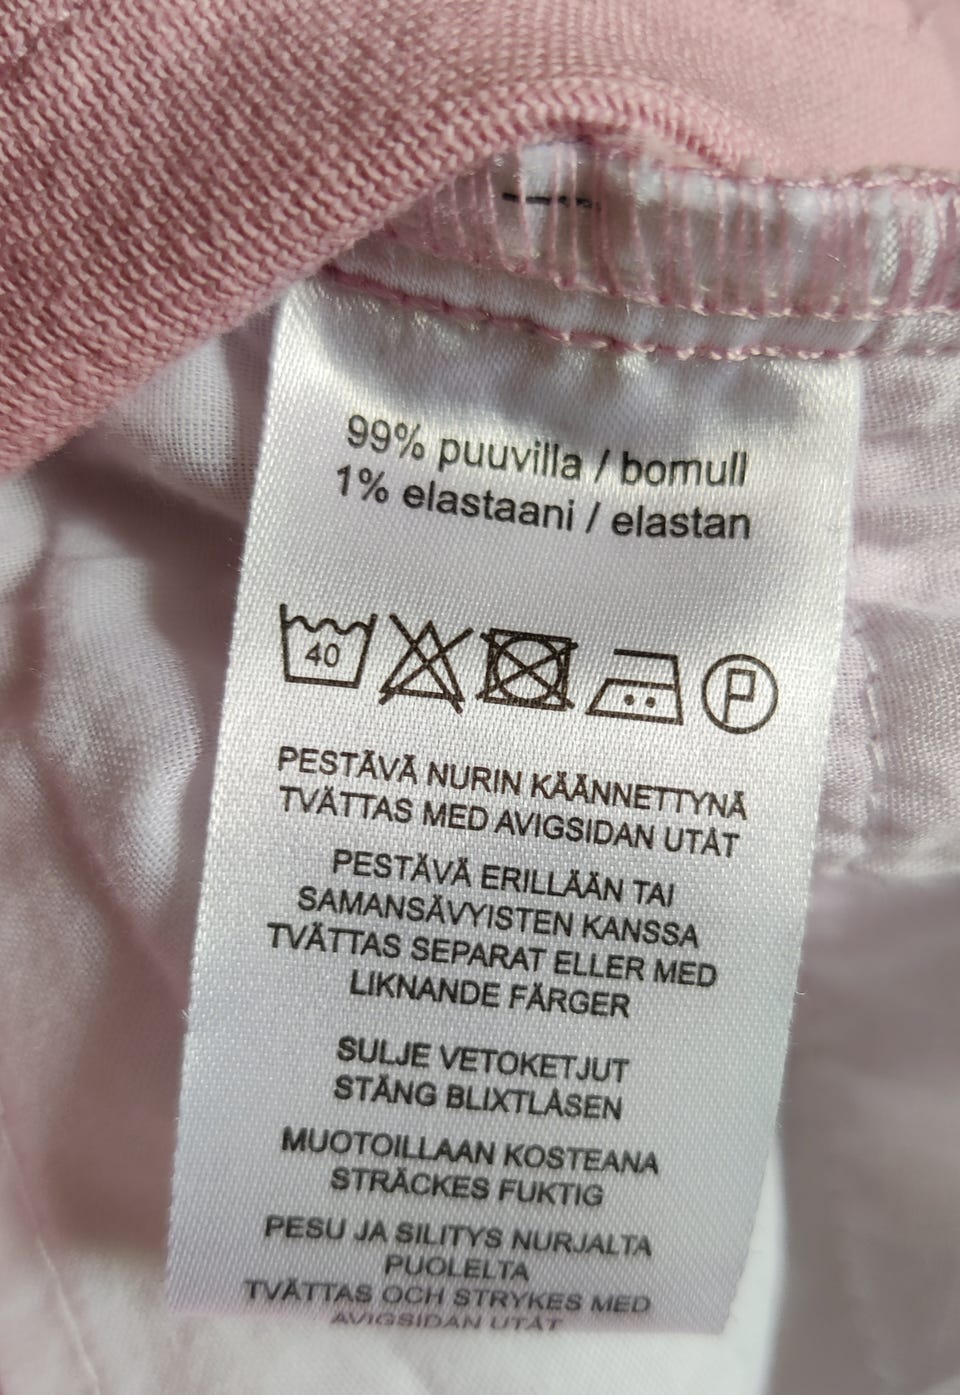 99% puuvilla / bomull
1% elastaani / elastan
40 P
PESTÄVÄ NURIN KÄÄNNETTYNÄ
TVÄTTAS MED AVIGSIDAN UTÅT
PESTÄVÄ ERILLÄÄN TAI
SAMANSÄVYISTEN KANSSA
TVÄTTAS SEPARAT ELLER MED
LIKNANDE FÄRGER
SULJE VETOKETJUT
STÄNG BLIXTLÅSEN
MUOTOILLAAN KOSTEANA
STRÄCKES FUKTIG
PESU JA SILITYS NURJALTA
PUOLELTA
TVÄTTAS OCH STRYKES MED
AVIGSIDAN UTÅT